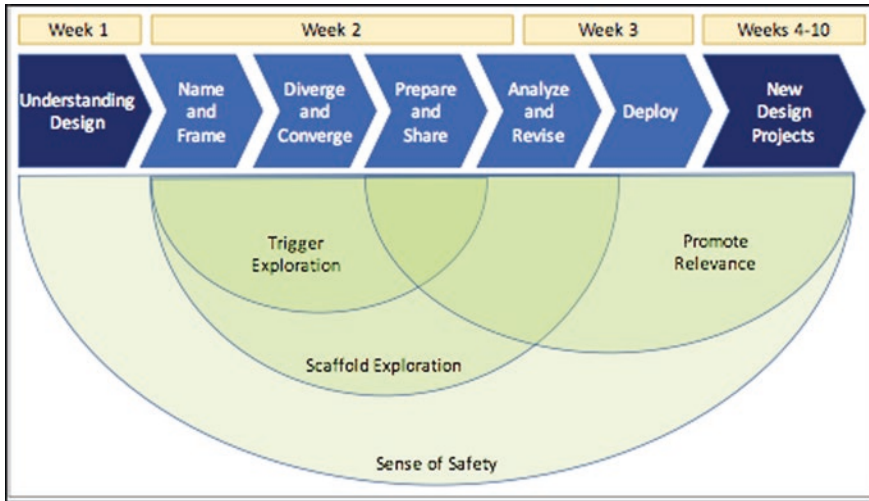 Week 1
Week 2
Week 3
Weeks 4-10
Understanding
Design
Name
and
Frame
Diverge
and
Converge
Prepare
and
Share
Analyze
and
Revise
Deploy
New
Design
Projects
Trigger
Exploration
Promote
Relevance
Scaffold Exploration
Sense of Safety